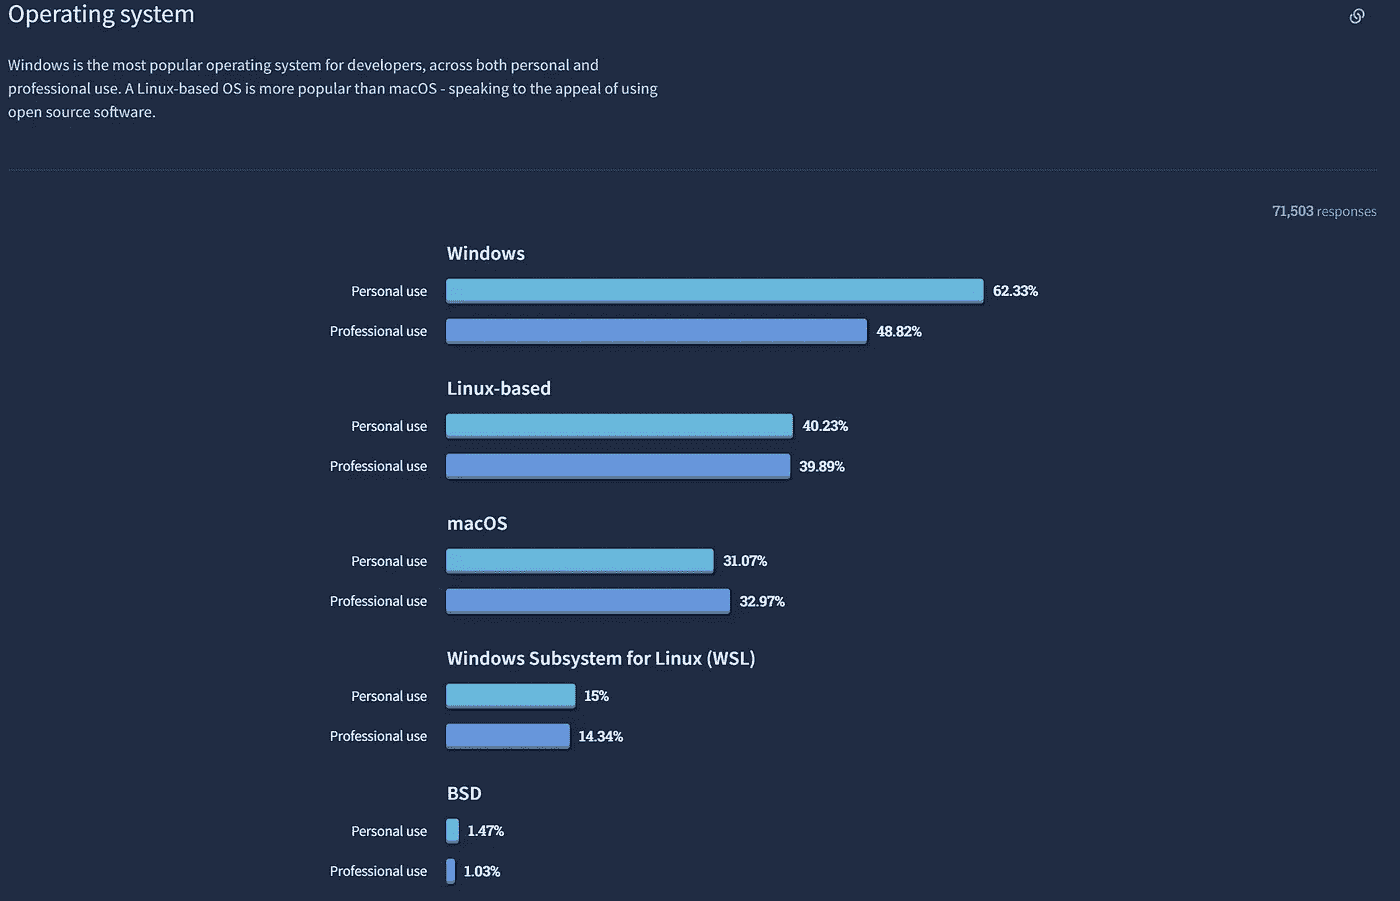 Operating system
Windows is the most popular operating system for developers, across both personal and
professional use. A Linux-based OS is more popular than macOS - speaking to the appeal of using
open source software.
71,503 responses
Windows
Personal use 62.33%
Professional use 48.82%
Linux-based
Personal use 40.23%
Professional use 39.89%
macOS
Personal use 31.07%
Professional use 32.97%
Windows Subsystem for Linux (WSL)
Personal use 15%
Professional use 14.34%
BSD
Personal use 1.47%
Professional use 1.03%